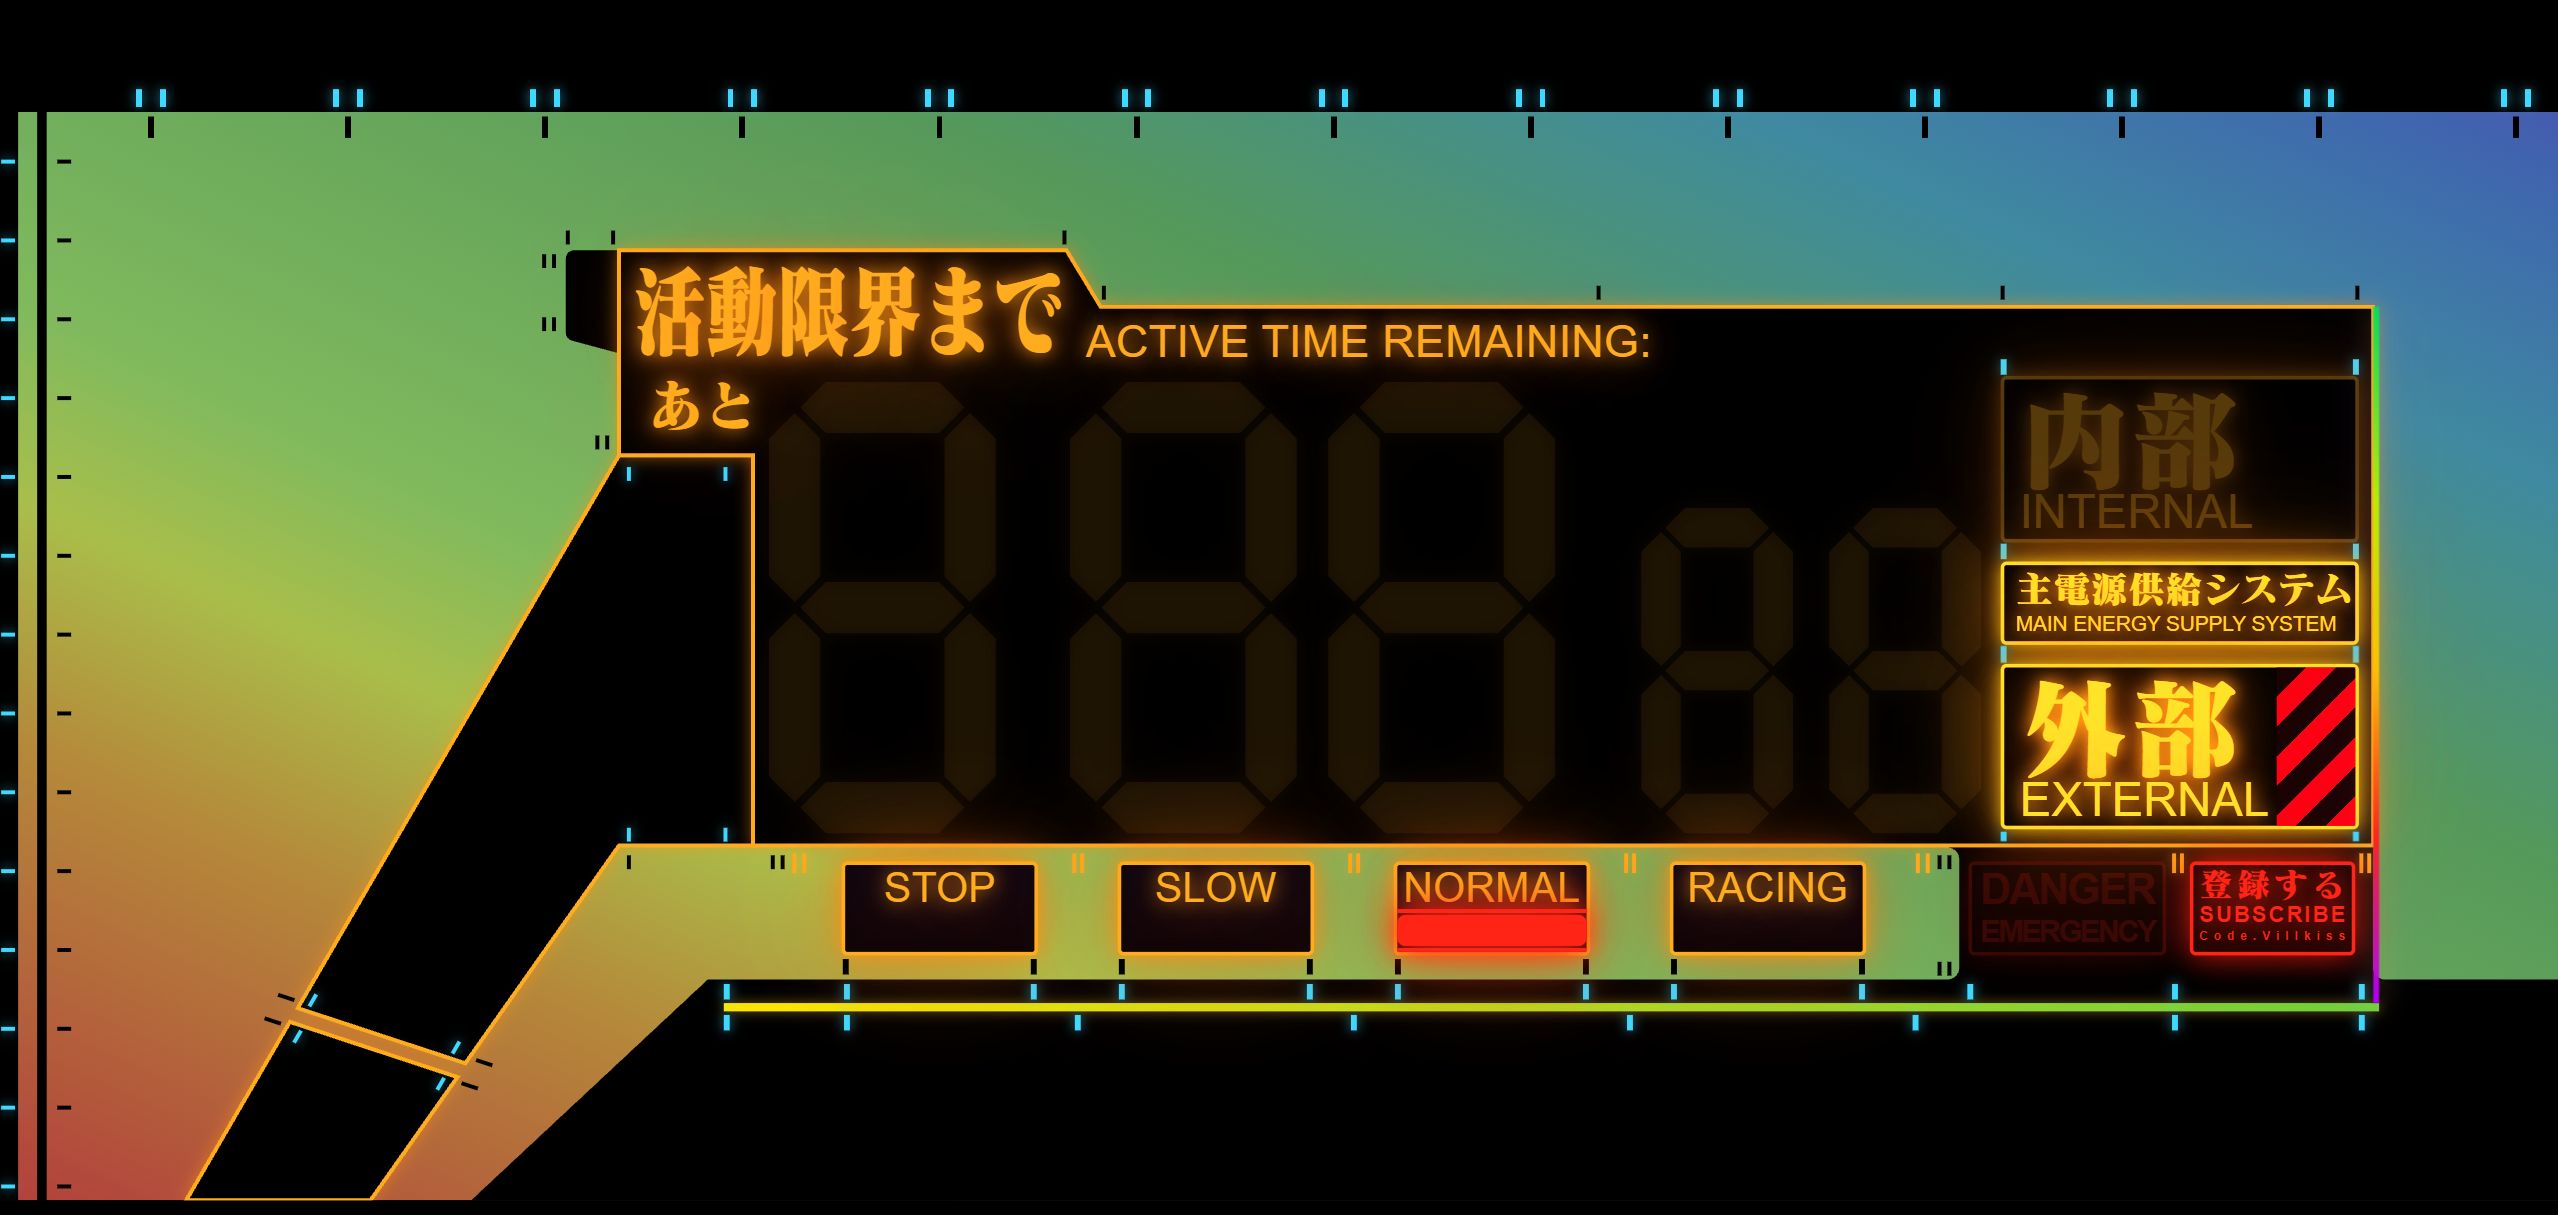 活動限界まで
ACTIVE TIME REMAINING:
あと
内部
INTERNAL
主電源供給システム
MAIN ENERGY SUPPLY SYSTEM
外部
EXTERNAL
STOP
SLOW
NORMAL
RACING
DANGER
EMERGENCY
登録する
SUBSCRIBE
Code.Villkiss